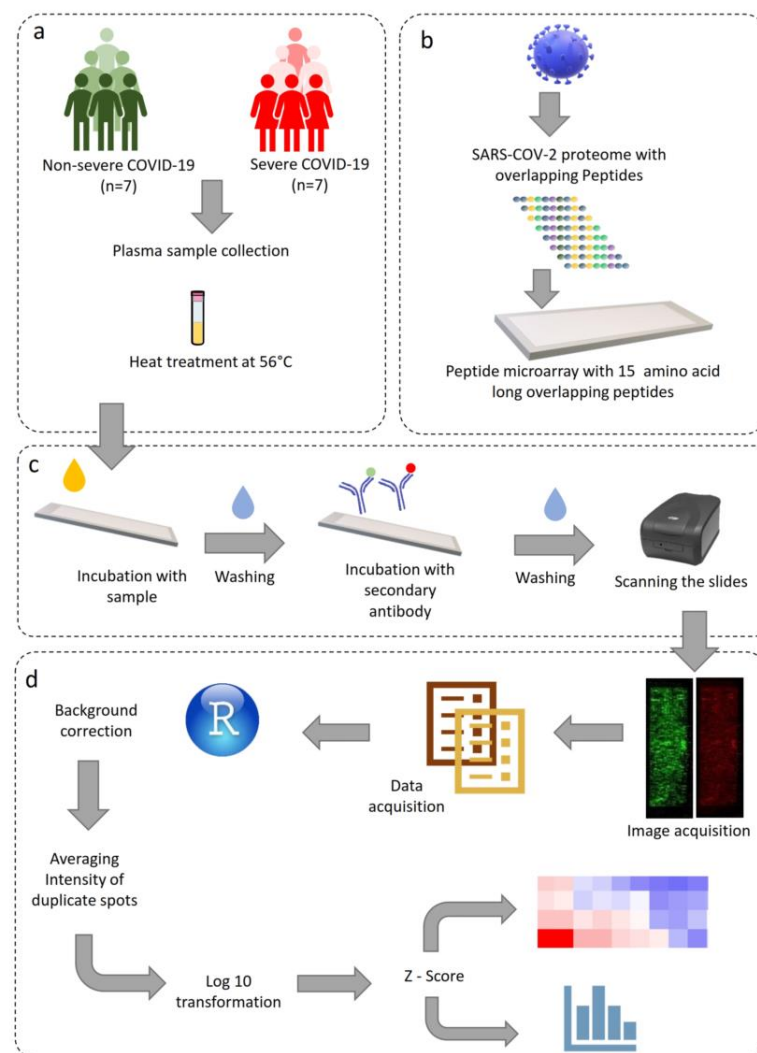 a
Non-severe COVID-19
(n=7)
Severe COVID-19
(n=7)
Plasma sample collection
Heat treatment at 56°C
b
SARS-COV-2 proteome with
overlapping Peptides
Peptide microarray with 15 amino acid
long overlapping peptides
c
Incubation with
sample
Washing
Incubation with
secondary
antibody
Washing
Scanning the slides
d
Background
correction
R
Data
acquisition
Image acquisition
Averaging
Intensity of
duplicate spots
Log 10
transformation
Z - Score